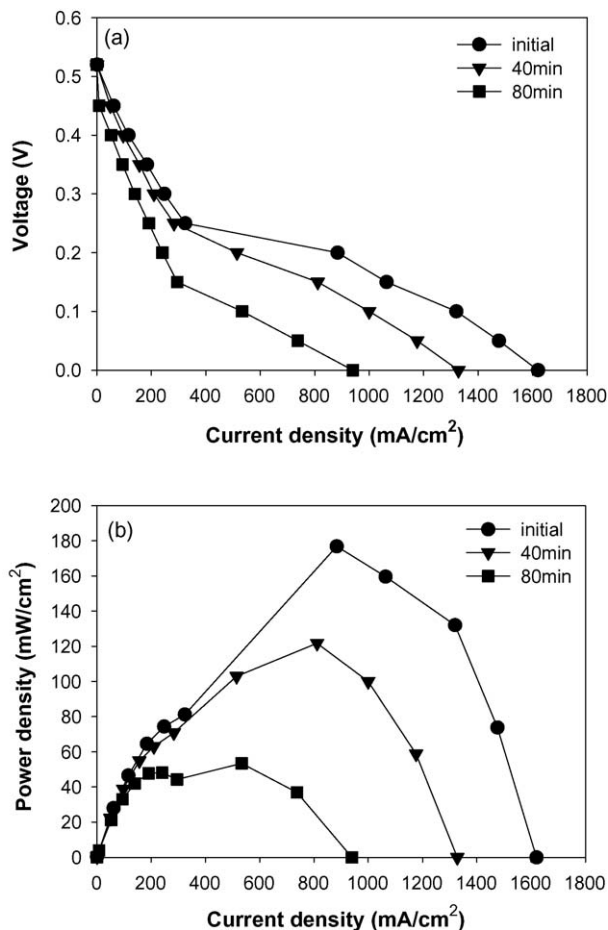 (a)
initial
40min
80min
Voltage (V)
0.6
0.5
0.4
0.3
0.2
0.1
0.0
0 200 400 600 800 1000 1200 1400 1600 1800
Current density (mA/cm²)
(b)
initial
40min
80min
Power density (mW/cm²)
200
180
160
140
120
100
80
60
40
20
0
0 200 400 600 800 1000 1200 1400 1600 1800
Current density (mA/cm²)